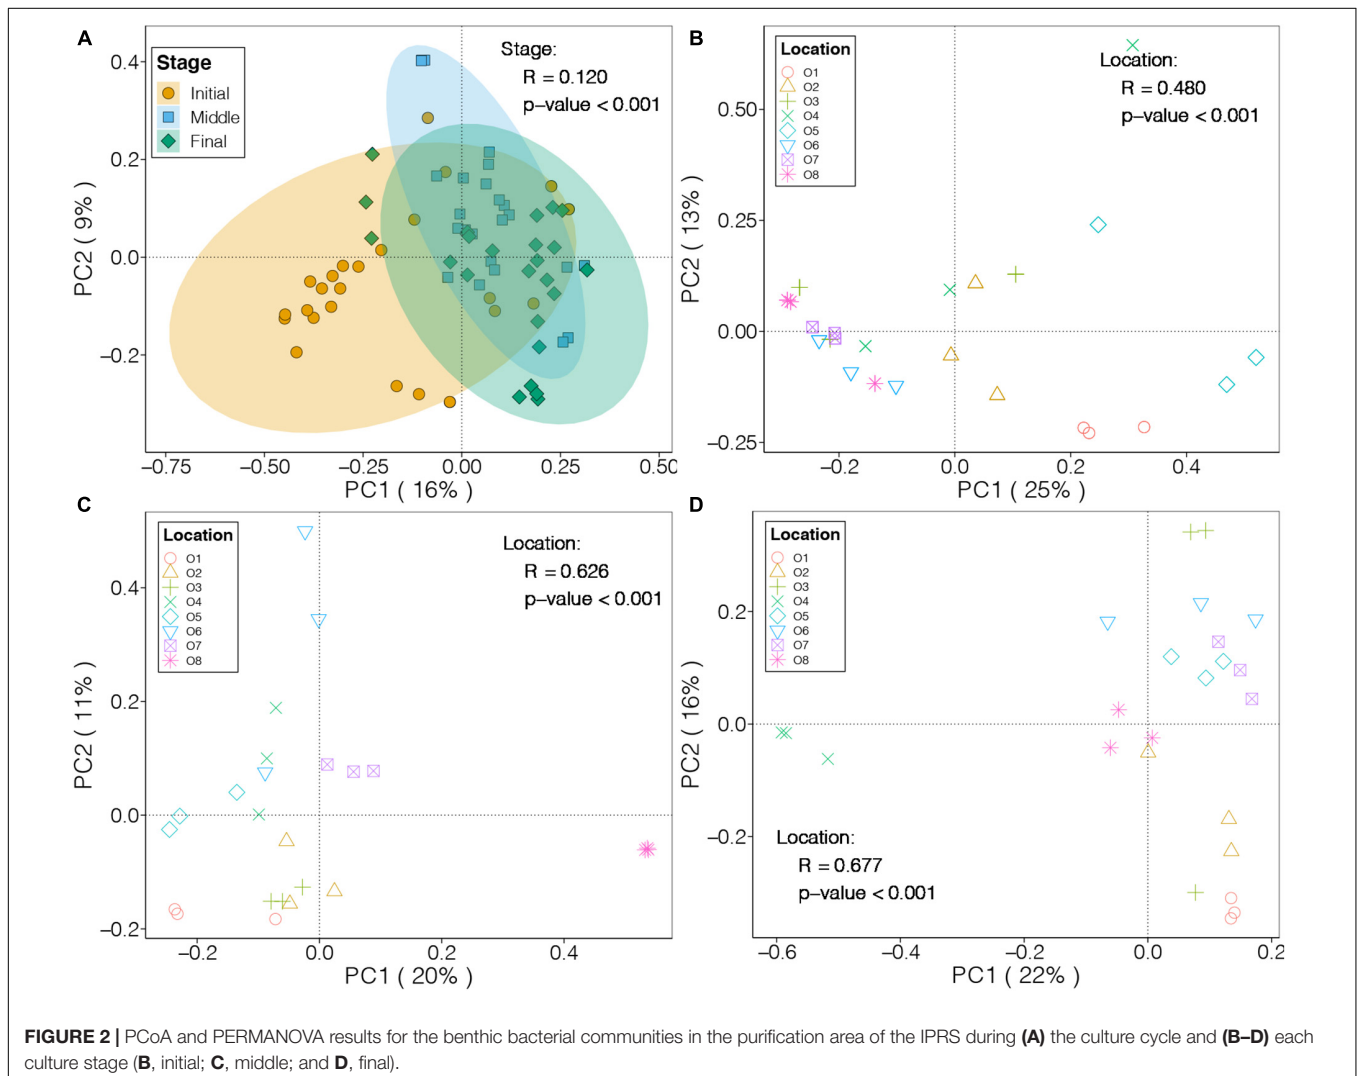 A
Stage
Initial
Middle
Final
Stage:
R = 0.120
p–value < 0.001
0.4
0.2
0.0
−0.2
PC2 ( 9% )
−0.75
−0.50
−0.25
0.00
0.25
0.50
PC1 ( 16% )
B
Location
O1
O2
O3
O4
O5
O6
O7
O8
Location:
R = 0.480
p–value < 0.001
0.50
0.25
0.00
−0.25
PC2 ( 13% )
−0.2
0.0
0.2
0.4
PC1 ( 25% )
C
Location
O1
O2
O3
O4
O5
O6
O7
O8
Location:
R = 0.626
p–value < 0.001
0.4
0.2
0.0
−0.2
PC2 ( 11% )
−0.2
0.0
0.2
0.4
PC1 ( 20% )
D
Location
O1
O2
O3
O4
O5
O6
O7
O8
0.2
0.0
−0.2
PC2 ( 16% )
Location:
R = 0.677
p–value < 0.001
−0.6
−0.4
−0.2
0.0
0.2
PC1 ( 22% )
FIGURE 2 | PCoA and PERMANOVA results for the benthic bacterial communities in the purification area of the IPRS during (A) the culture cycle and (B–D) each
culture stage (B, initial; C, middle; and D, final).